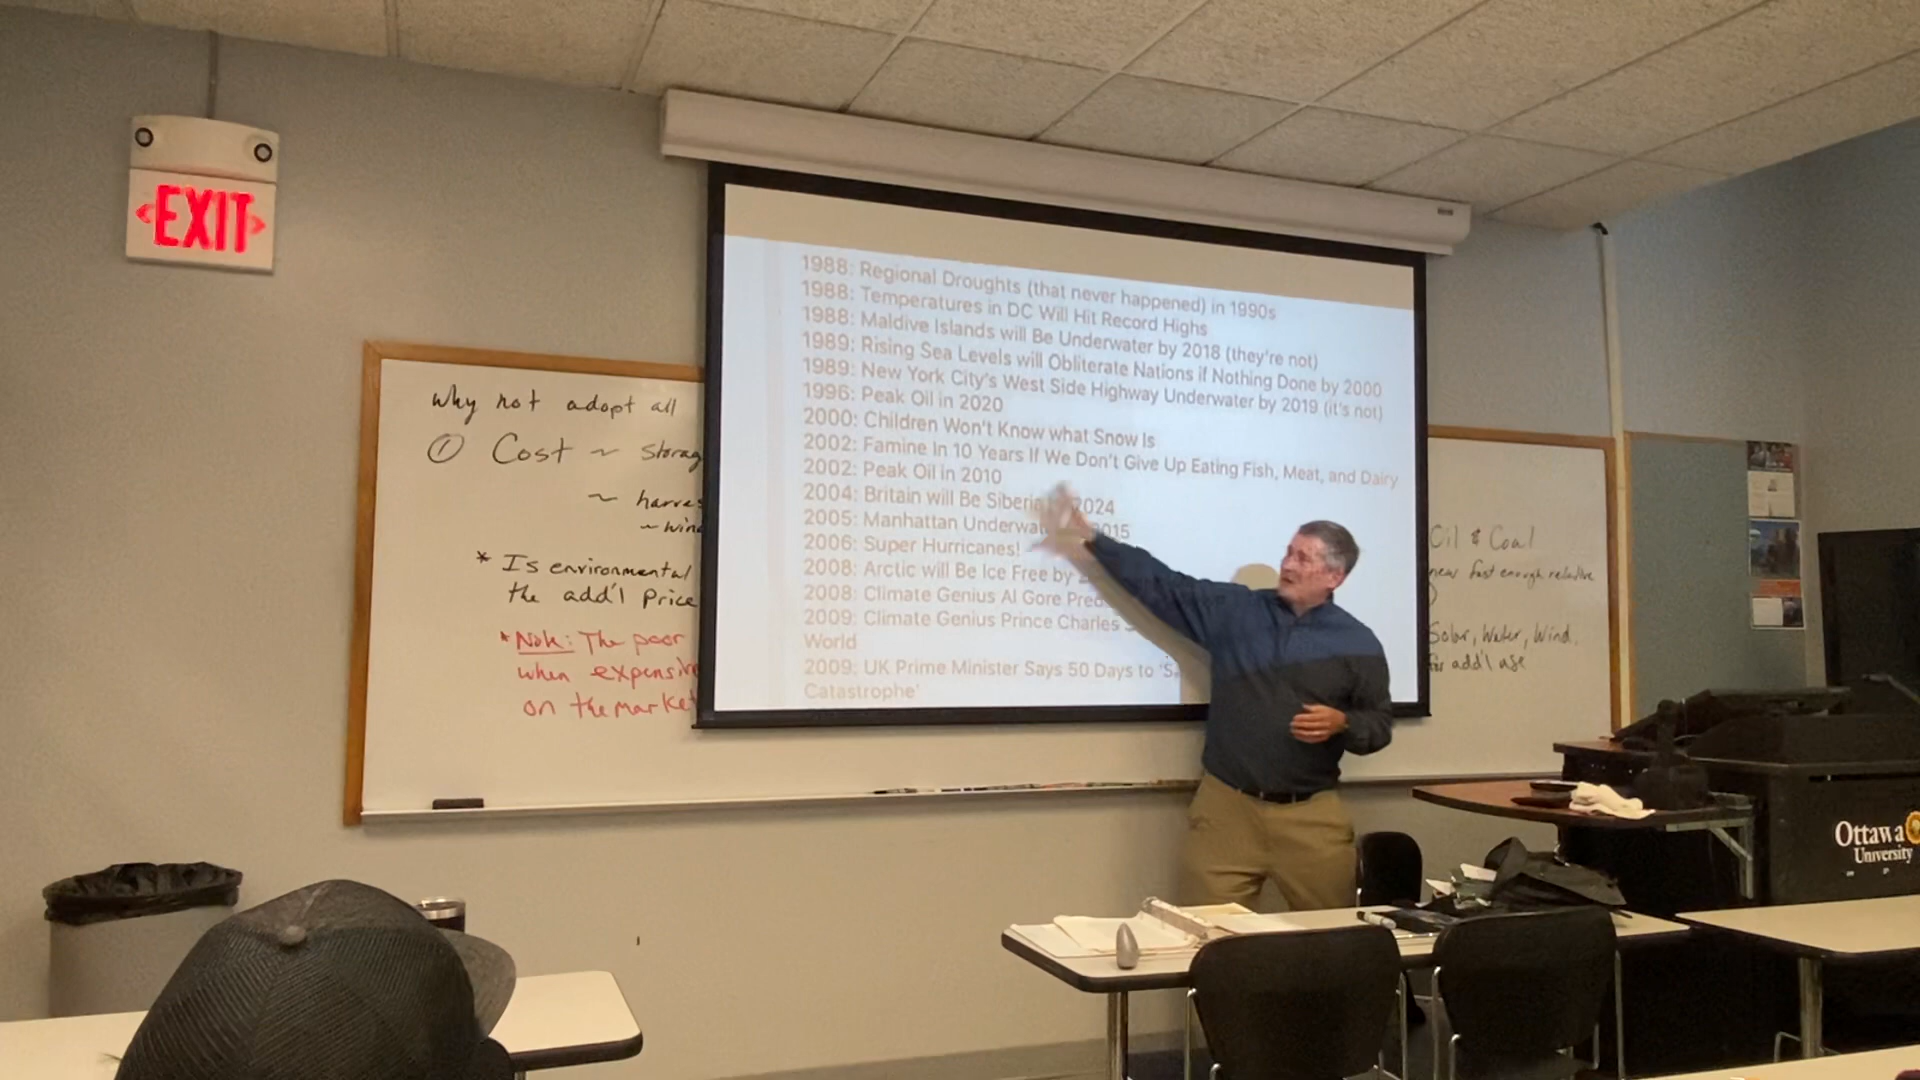 EXIT
1988: Regional Droughts (that never happened) in 1990s
1988: Temperatures in DC Will Hit Record Highs
1988: Maldive Islands will Be Underwater by 2018 (they're not)
1989: Rising Sea Levels will Obliterate Nations if Nothing Done by 2000
1989: New York City's West Side Highway Underwater by 2019 (it's not)
1996: Peak Oil in 2020
2000: Children Won't Know what Snow Is
2002: Famine In 10 Years If We Don't Give Up Eating Fish, Meat, and Dairy
2002: Peak Oil in 2010
2004: Britain will Be Siberia 2024
2005: Manhattan 2015
2006: Super Hurricanes!
2008: Arctic will Be Ice Free by
2008: Climate Genius Al Gore
2009: Climate Genius Prince Charles
World
2009: UK Prime Minister Says 50 Days to
Catastrophe'
Why not adopt all
① Cost ~
~
~
* Is environmental
the add'l price
* Note: The poor
when
on the market
Oil & Coal
new fast enough relative
Solar, Water, Wind.
add'l use
Ottawa
University